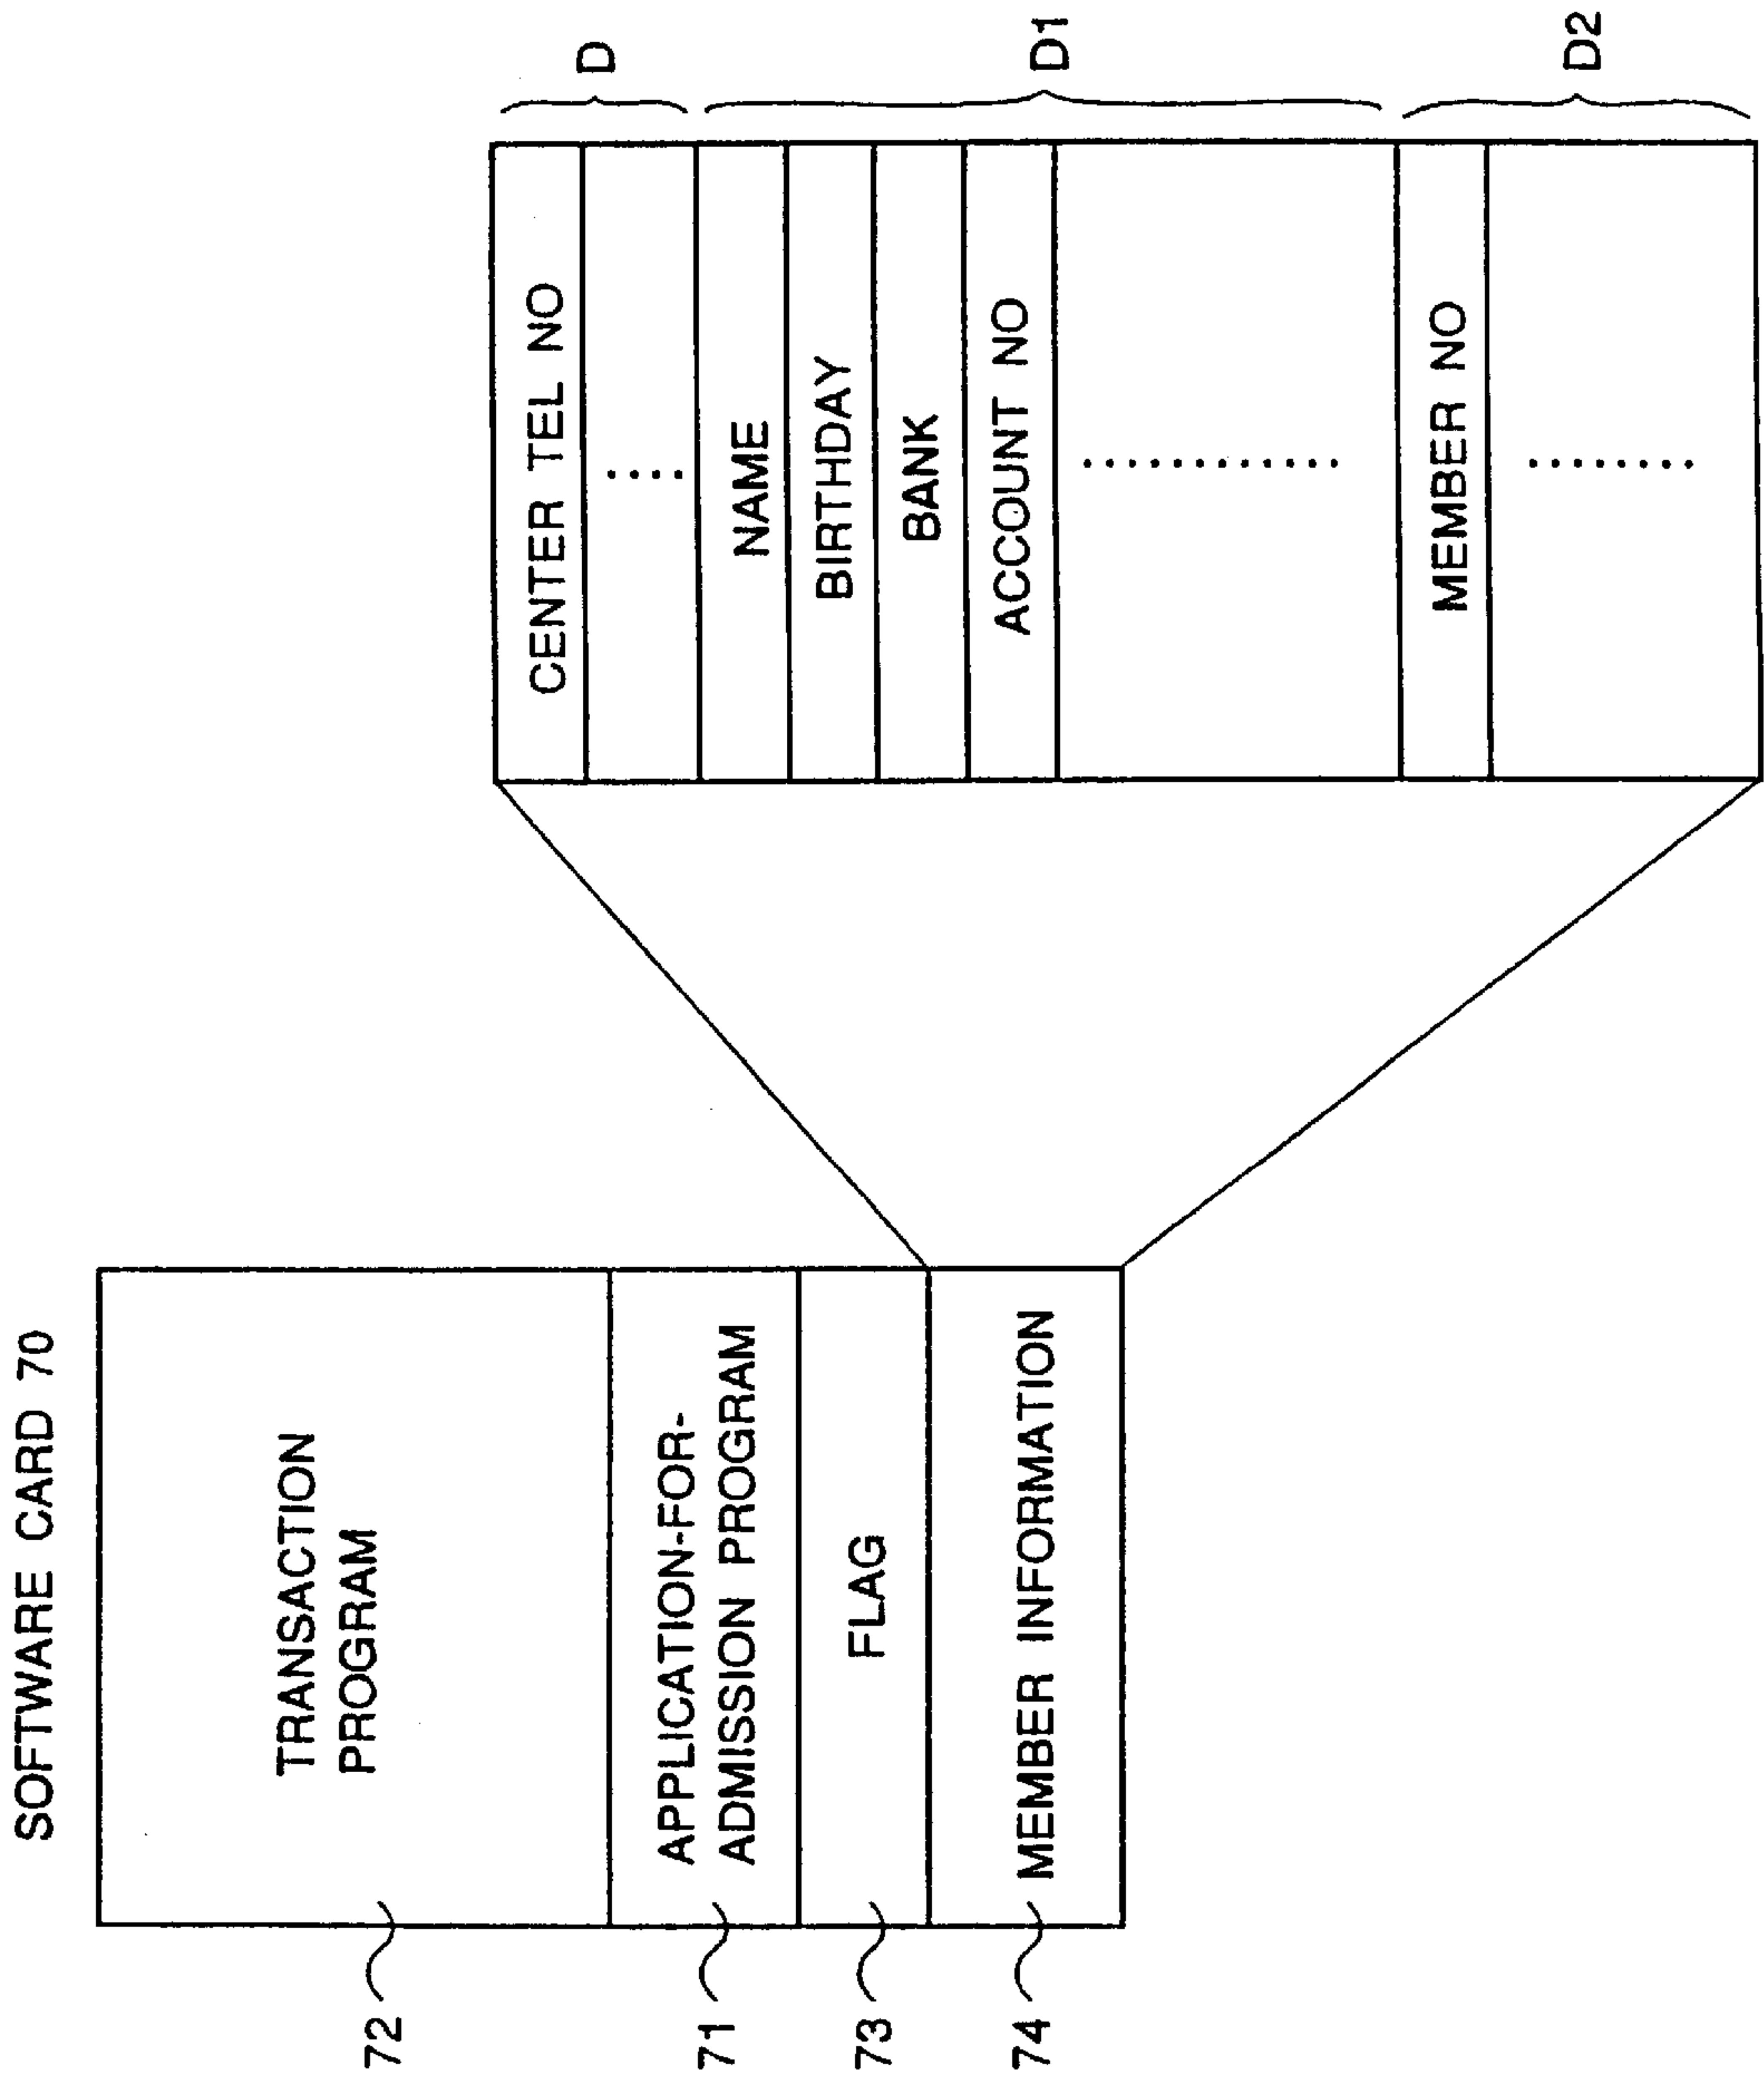 SOFTWARE CARD 70
72
TRANSACTION
PROGRAM
71
APPLICATION-FOR-
ADMISSION PROGRAM
73
FLAG
74
MEMBER INFORMATION
CENTER TEL NO
.....
NAME
BIRTHDAY
BANK
ACCOUNT NO
............
MEMBER NO
........
D
D1
D2